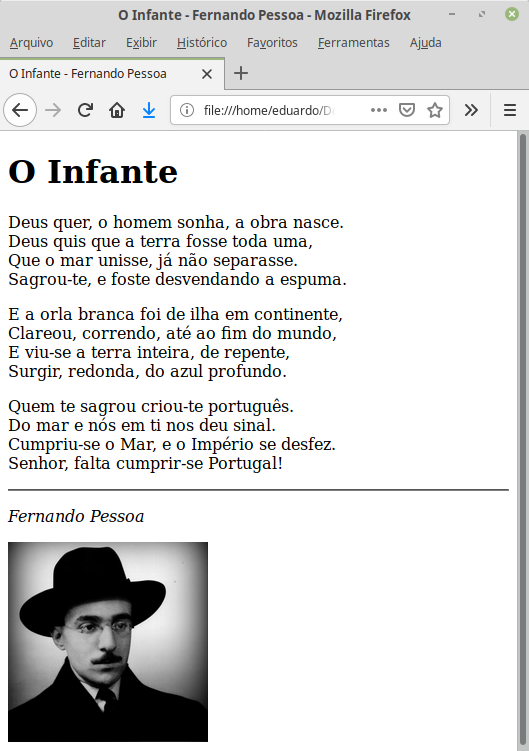 O Infante - Fernando Pessoa - Mozilla Firefox
Arquivo Editar Exibir Histórico Favoritos Ferramentas Ajuda
O Infante - Fernando Pessoa
file:///home/eduardo/D
O Infante
Deus quer, o homem sonha, a obra nasce.
Deus quis que a terra fosse toda uma,
Que o mar unisse, já não separasse.
Sagrou-te, e foste desvendando a espuma.
E a orla branca foi de ilha em continente,
Clareou, correndo, até ao fim do mundo,
E viu-se a terra inteira, de repente,
Surgir, redonda, do azul profundo.
Quem te sagrou criou-te português.
Do mar e nós em ti nos deu sinal.
Cumpriu-se o Mar, e o Império se desfez.
Senhor, falta cumprir-se Portugal!
Fernando Pessoa